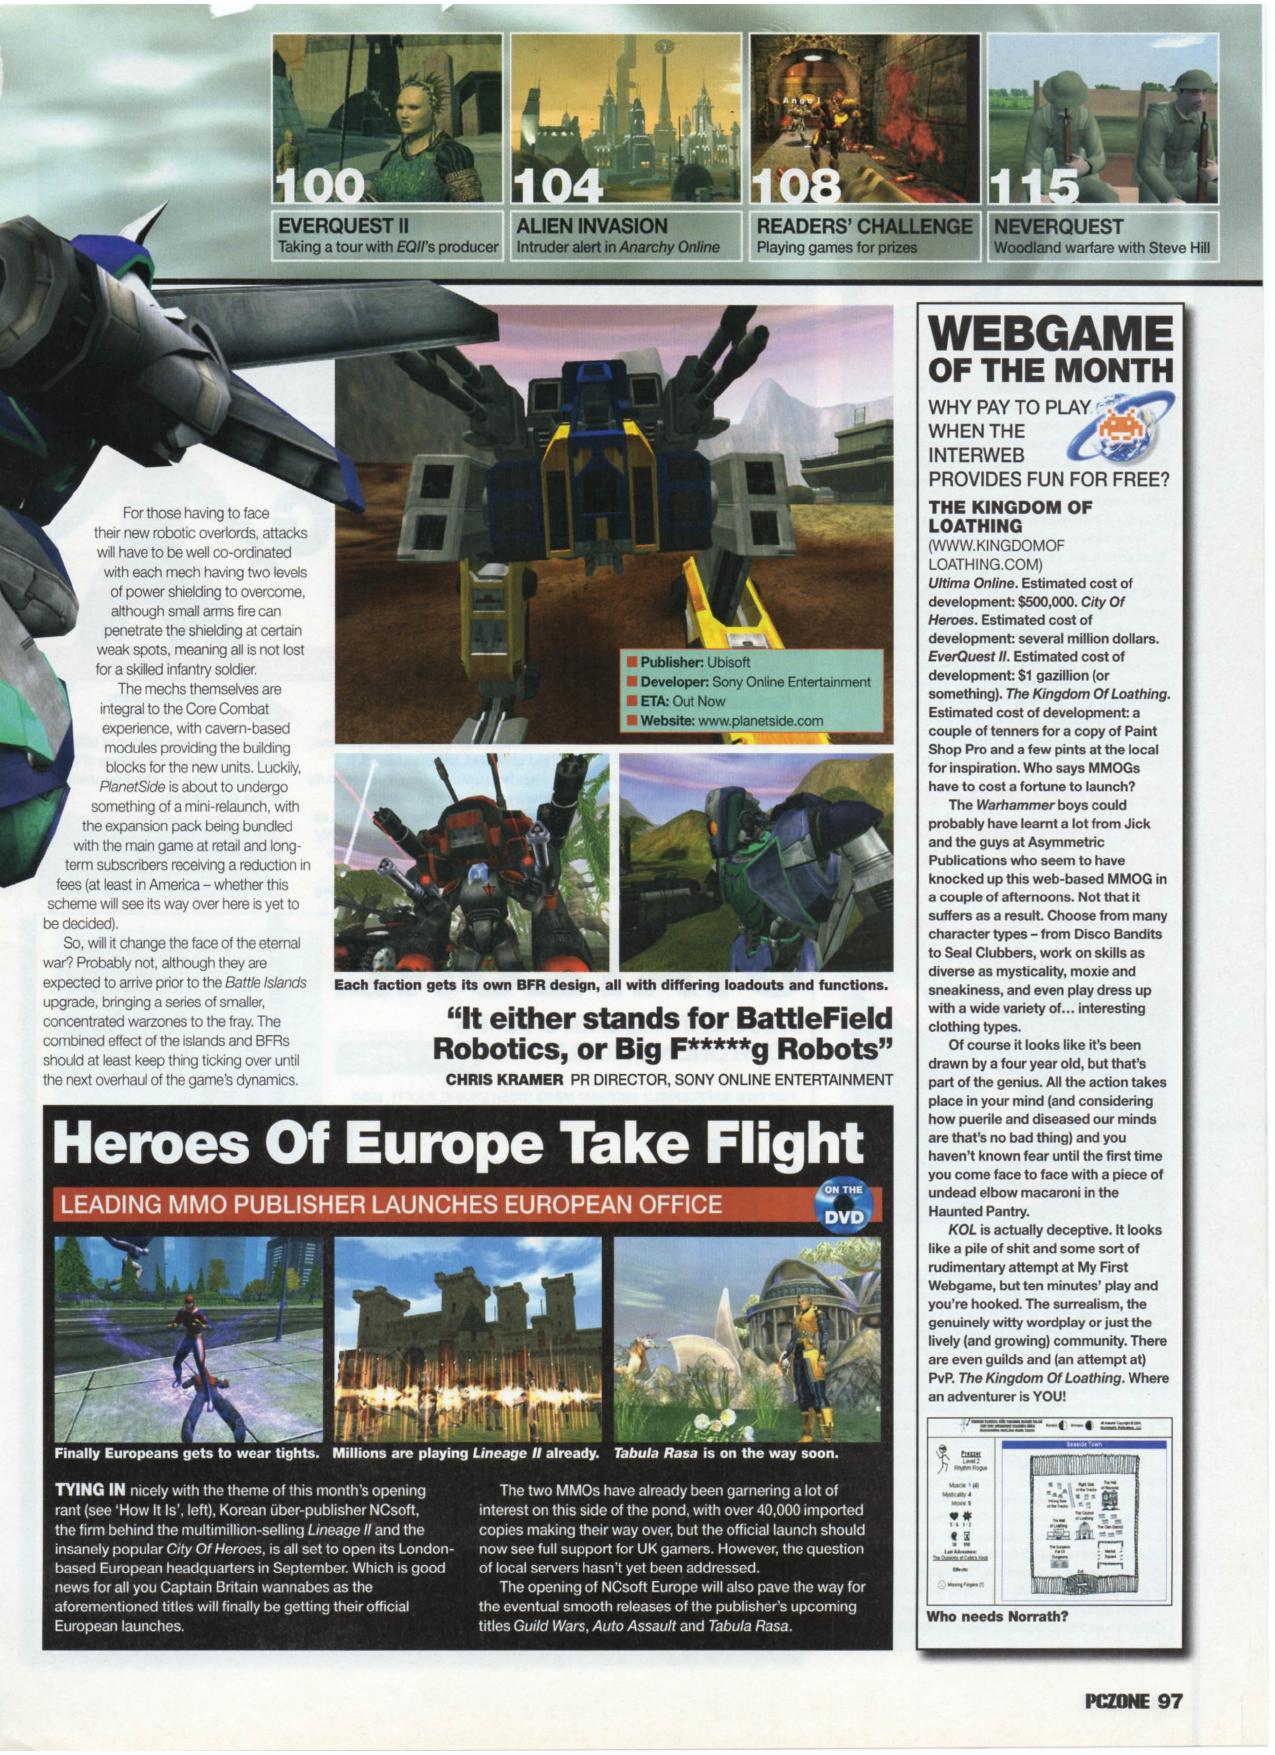 100
EVERQUEST II
Taking a tour with EQII's producer
104
ALIEN INVASION
Intruder alert in Anarchy Online
Angel
108
READERS' CHALLENGE
Playing games for prizes
115
NEVERQUEST
Woodland warfare with Steve Hill
For those having to face
their new robotic overlords, attacks
will have to be well co-ordinated
with each mech having two levels
of power shielding to overcome,
although small arms fire can
penetrate the shielding at certain
weak spots, meaning all is not lost
for a skilled infantry soldier.
The mechs themselves are
integral to the Core Combat
experience, with cavern-based
modules providing the building
blocks for the new units. Luckily,
PlanetSide is about to undergo
something of a mini-relaunch, with
the expansion pack being bundled
with the main game at retail and long-
term subscribers receiving a reduction in
fees (at least in America – whether this
scheme will see its way over here is yet to
be decided).
So, will it change the face of the eternal
war? Probably not, although they are
expected to arrive prior to the Battle Islands
upgrade, bringing a series of smaller,
concentrated warzones to the fray. The
combined effect of the islands and BFRs
should at least keep thing ticking over until
the next overhaul of the game's dynamics.
Publisher: Ubisoft
Developer: Sony Online Entertainment
ETA: Out Now
Website: www.planetside.com
Each faction gets its own BFR design, all with differing loadouts and functions.
"It either stands for BattleField
Robotics, or Big F*****g Robots"
CHRIS KRAMER PR DIRECTOR, SONY ONLINE ENTERTAINMENT
Heroes Of Europe Take Flight
LEADING MMO PUBLISHER LAUNCHES EUROPEAN OFFICE
ON THE
DVD
Finally Europeans gets to wear tights.
Millions are playing Lineage II already.
Tabula Rasa is on the way soon.
TYING IN nicely with the theme of this month's opening
rant (see 'How It Is', left), Korean über-publisher NCsoft,
the firm behind the multimillion-selling Lineage II and the
insanely popular City Of Heroes, is all set to open its London-
based European headquarters in September. Which is good
news for all you Captain Britain wannabes as the
aforementioned titles will finally be getting their official
European launches.
The two MMOs have already been garnering a lot of
interest on this side of the pond, with over 40,000 imported
copies making their way over, but the official launch should
now see full support for UK gamers. However, the question
of local servers hasn't yet been addressed.
The opening of NCsoft Europe will also pave the way for
the eventual smooth releases of the publisher's upcoming
titles Guild Wars, Auto Assault and Tabula Rasa.
WEBGAME
OF THE MONTH
WHY PAY TO PLAY
WHEN THE
INTERWEB
PROVIDES FUN FOR FREE?
THE KINGDOM OF
LOATHING
(WWW.KINGDOMOF
LOATHING.COM)
Ultima Online. Estimated cost of
development: $500,000. City Of
Heroes. Estimated cost of
development: several million dollars.
EverQuest II. Estimated cost of
development: $1 gazillion (or
something). The Kingdom Of Loathing.
Estimated cost of development: a
couple of tenners for a copy of Paint
Shop Pro and a few pints at the local
for inspiration. Who says MMOGs
have to cost a fortune to launch?
The Warhammer boys could
probably have learnt a lot from Jick
and the guys at Asymmetric
Publications who seem to have
knocked up this web-based MMOG in
a couple of afternoons. Not that it
suffers as a result. Choose from many
character types – from Disco Bandits
to Seal Clubbers, work on skills as
diverse as mysticality, moxie and
sneakiness, and even play dress up
with a wide variety of... interesting
clothing types.
Of course it looks like it's been
drawn by a four year old, but that's
part of the genius. All the action takes
place in your mind (and considering
how puerile and diseased our minds
are that's no bad thing) and you
haven't known fear until the first time
you come face to face with a piece of
undead elbow macaroni in the
Haunted Pantry.
KOL is actually deceptive. It looks
like a pile of shit and some sort of
rudimentary attempt at My First
Webgame, but ten minutes' play and
you're hooked. The surrealism, the
genuinely witty wordplay or just the
lively (and growing) community. There
are even guilds and (an attempt at)
PvP. The Kingdom Of Loathing. Where
an adventurer is YOU!
Seaside Town
Level 2
Rhythm Rogue
Mysticality: 4
Last Adventure:
Effects:
Missing Fingers (1)
Who needs Norrath?
PCZONE 97